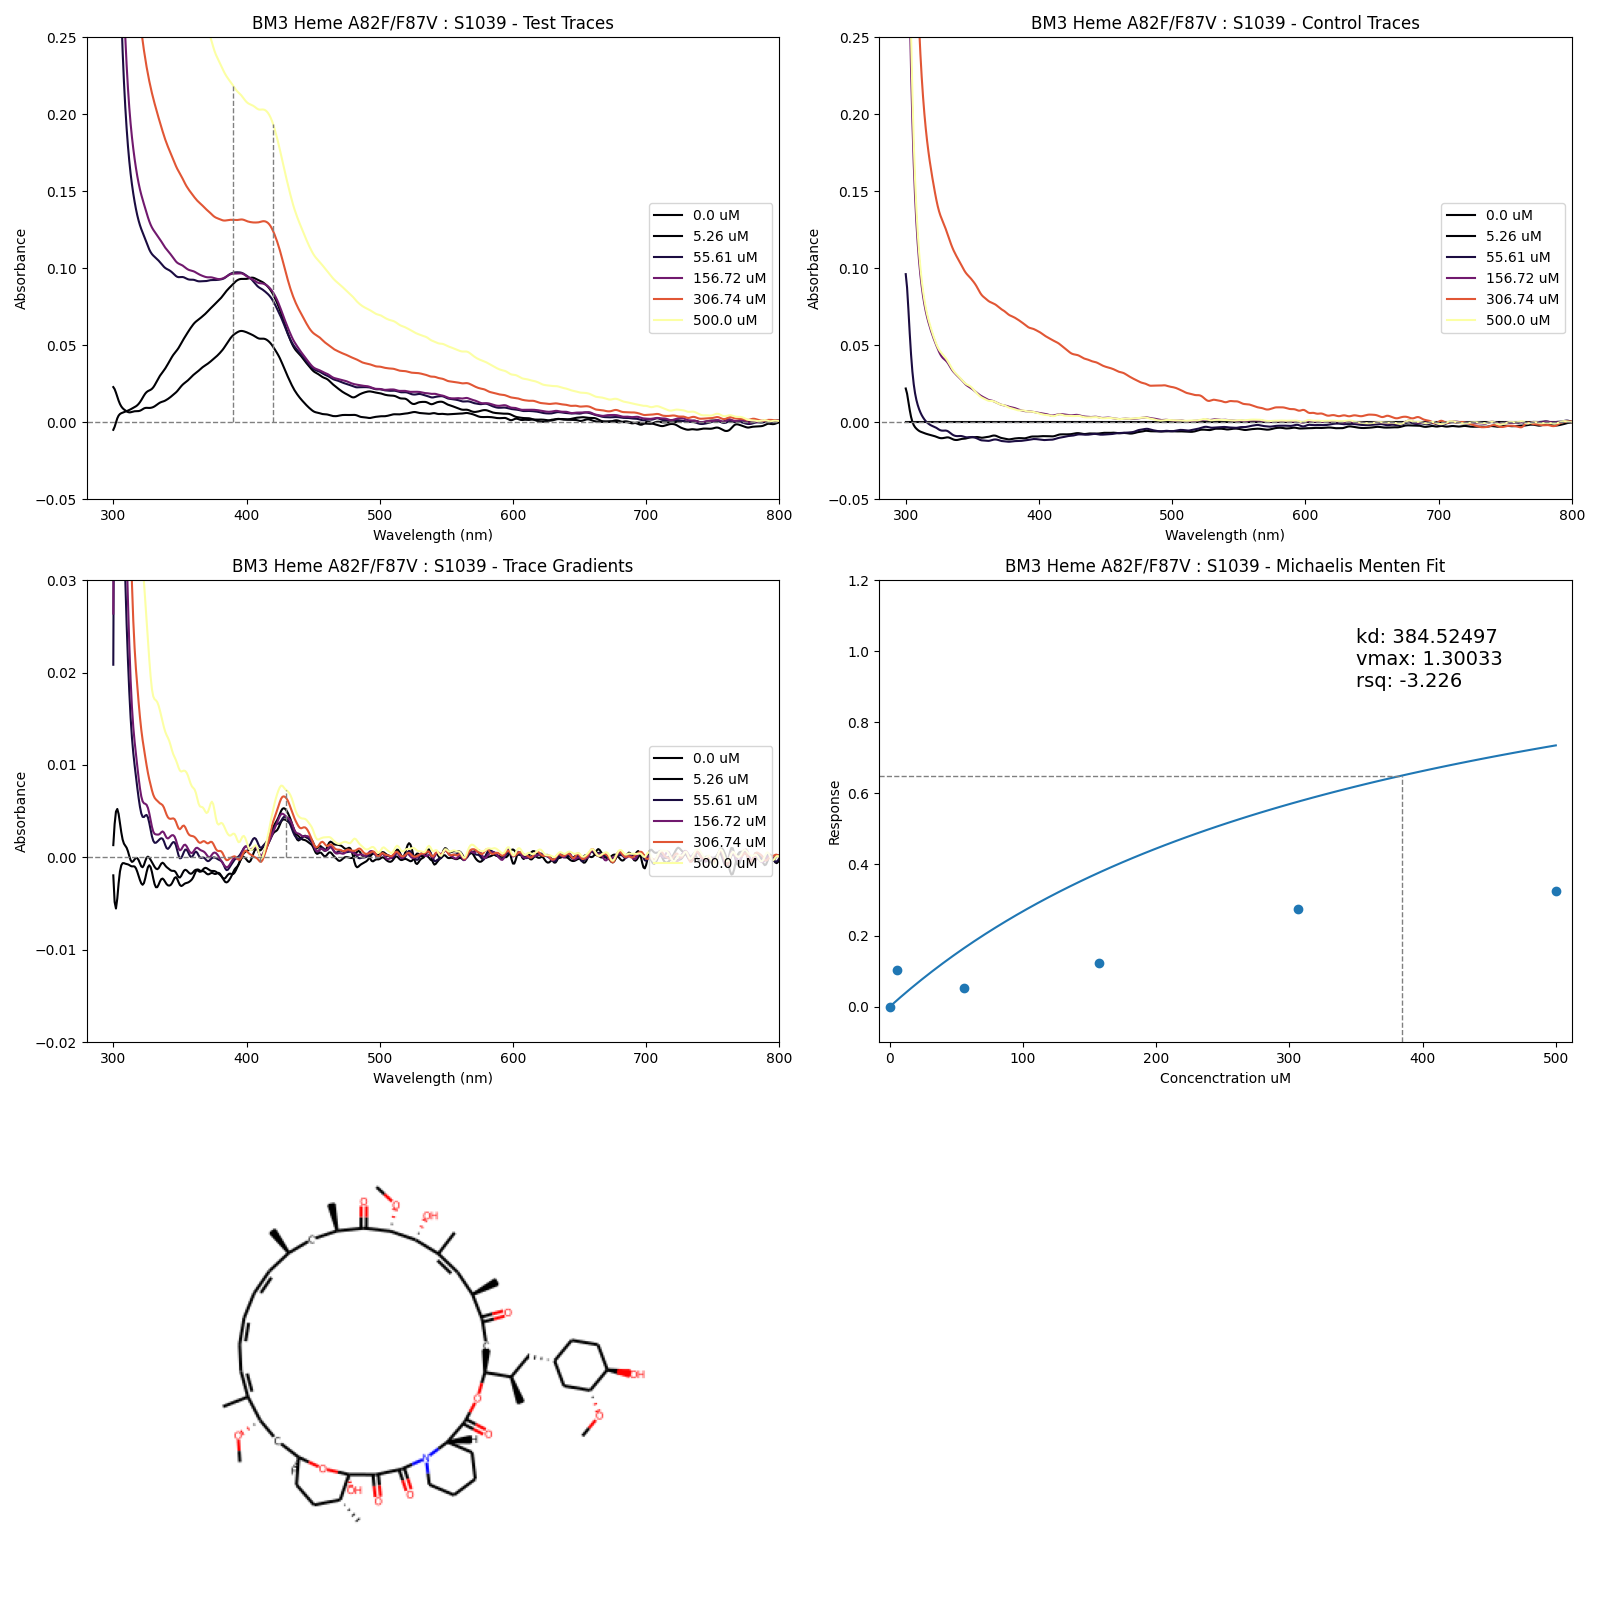 BM3 Heme A82F/F87V : S1039 - Test Traces
0.25
0.20
0.15
0.10
0.05
0.00
−0.05
Absorbance
300
400
500
600
700
800
Wavelength (nm)
0.0 uM
5.26 uM
55.61 uM
156.72 uM
306.74 uM
500.0 uM
BM3 Heme A82F/F87V : S1039 - Control Traces
0.25
0.20
0.15
0.10
0.05
0.00
−0.05
Absorbance
300
400
500
600
700
800
Wavelength (nm)
0.0 uM
5.26 uM
55.61 uM
156.72 uM
306.74 uM
500.0 uM
BM3 Heme A82F/F87V : S1039 - Trace Gradients
0.03
0.02
0.01
0.00
−0.01
−0.02
Absorbance
300
400
500
600
700
800
Wavelength (nm)
0.0 uM
5.26 uM
55.61 uM
156.72 uM
306.74 uM
500.0 uM
BM3 Heme A82F/F87V : S1039 - Michaelis Menten Fit
1.2
1.0
0.8
0.6
0.4
0.2
0.0
Response
0
100
200
300
400
500
Concenctration uM
kd: 384.52497
vmax: 1.30033
rsq: -3.226
O
O
OH
C
O
C
OH
O
O
O
H
N
O
O
OH
O
H
C
O